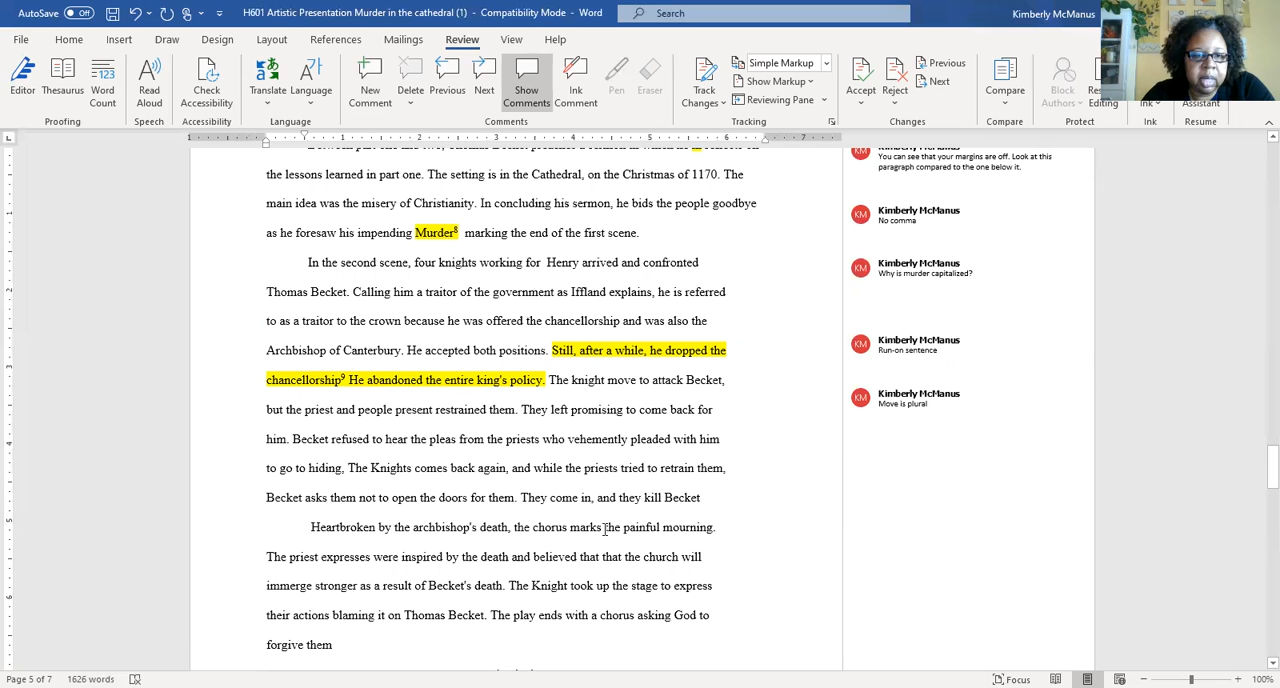 AutoSave Off H601 Artistic Presentation Murder in the cathedral (1) - Compatibility Mode - Word Search Kimberly McManus
File Home Insert Draw Design Layout References Mailings Review View Help
Editor Thesaurus Word Count Read Aloud Check Accessibility Translate Language New Comment Delete Previous Next Show Comments Ink Comment Pen Eraser Track Changes Simple Markup Show Markup Reviewing Pane Accept Reject Previous Next Compare Block Authors Editing Ink Assistant
Proofing Speech Accessibility Language Comments Tracking Changes Compare Protect Ink Resume
the lessons learned in part one. The setting is in the Cathedral, on the Christmas of 1170. The
main idea was the misery of Christianity. In concluding his sermon, he bids the people goodbye
as he foresaw his impending Murder8 marking the end of the first scene.
In the second scene, four knights working for Henry arrived and confronted
Thomas Becket. Calling him a traitor of the government as Iffland explains, he is referred
to as a traitor to the crown because he was offered the chancellorship and was also the
Archbishop of Canterbury. He accepted both positions. Still, after a while, he dropped the
chancellorship9 He abandoned the entire king's policy. The knight move to attack Becket,
but the priest and people present restrained them. They left promising to come back for
him. Becket refused to hear the pleas from the priests who vehemently pleaded with him
to go to hiding, The Knights comes back again, and while the priests tried to retrain them,
Becket asks them not to open the doors for them. They come in, and they kill Becket
Heartbroken by the archbishop's death, the chorus marks the painful mourning.
The priest expresses were inspired by the death and believed that that the church will
immerge stronger as a result of Becket's death. The Knight took up the stage to express
their actions blaming it on Thomas Becket. The play ends with a chorus asking God to
forgive them
KM
You can see that your margins are off. Look at this
paragraph compared to the one below it.
KM Kimberly McManus
No comma
KM Kimberly McManus
Why is murder capitalized?
KM Kimberly McManus
Run-on sentence
KM Kimberly McManus
Move is plural
Page 5 of 7 1626 words Focus 100%